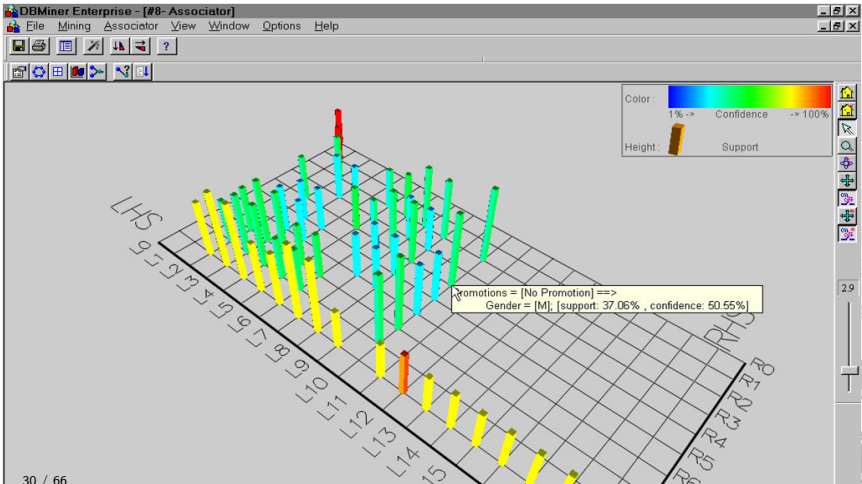 DBMiner Enterprise - [#8- Associator]
File Mining Associator View Window Options Help
Color :
1% -> Confidence -> 100%
Height : Support
LHS
L1 L2 L3 L4 L5 L6 L7 L8 L9 L10 L11 L12 L13 L14 L15
Promotions = [No Promotion] ==>
Gender = [M]; [support: 37.06% , confidence: 50.55%]
RHS
R0
R1
R2
R3
R4
R5
R6
2.9
30 / 66